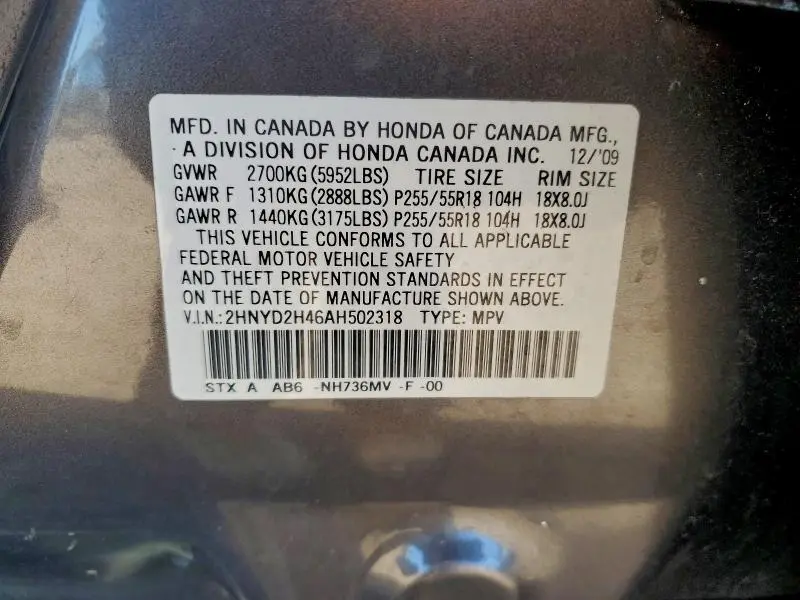 MFD. IN CANADA BY HONDA OF CANADA MFG.,
A DIVISION OF HONDA CANADA INC. 12/'09
GVWR 2700KG(5952LBS) TIRE SIZE RIM SIZE
GAWR F 1310KG(2888LBS) P255/55R18 104H 18X8.0J
GAWR R 1440KG(3175LBS) P255/55R18 104H 18X8.0J
THIS VEHICLE CONFORMS TO ALL APPLICABLE
FEDERAL MOTOR VEHICLE SAFETY
AND THEFT PREVENTION STANDARDS IN EFFECT
ON THE DATE OF MANUFACTURE SHOWN ABOVE.
V.I.N.:2HNYD2H46AH502318 TYPE: MPV
STX A AB6 -NH736MV -F -00